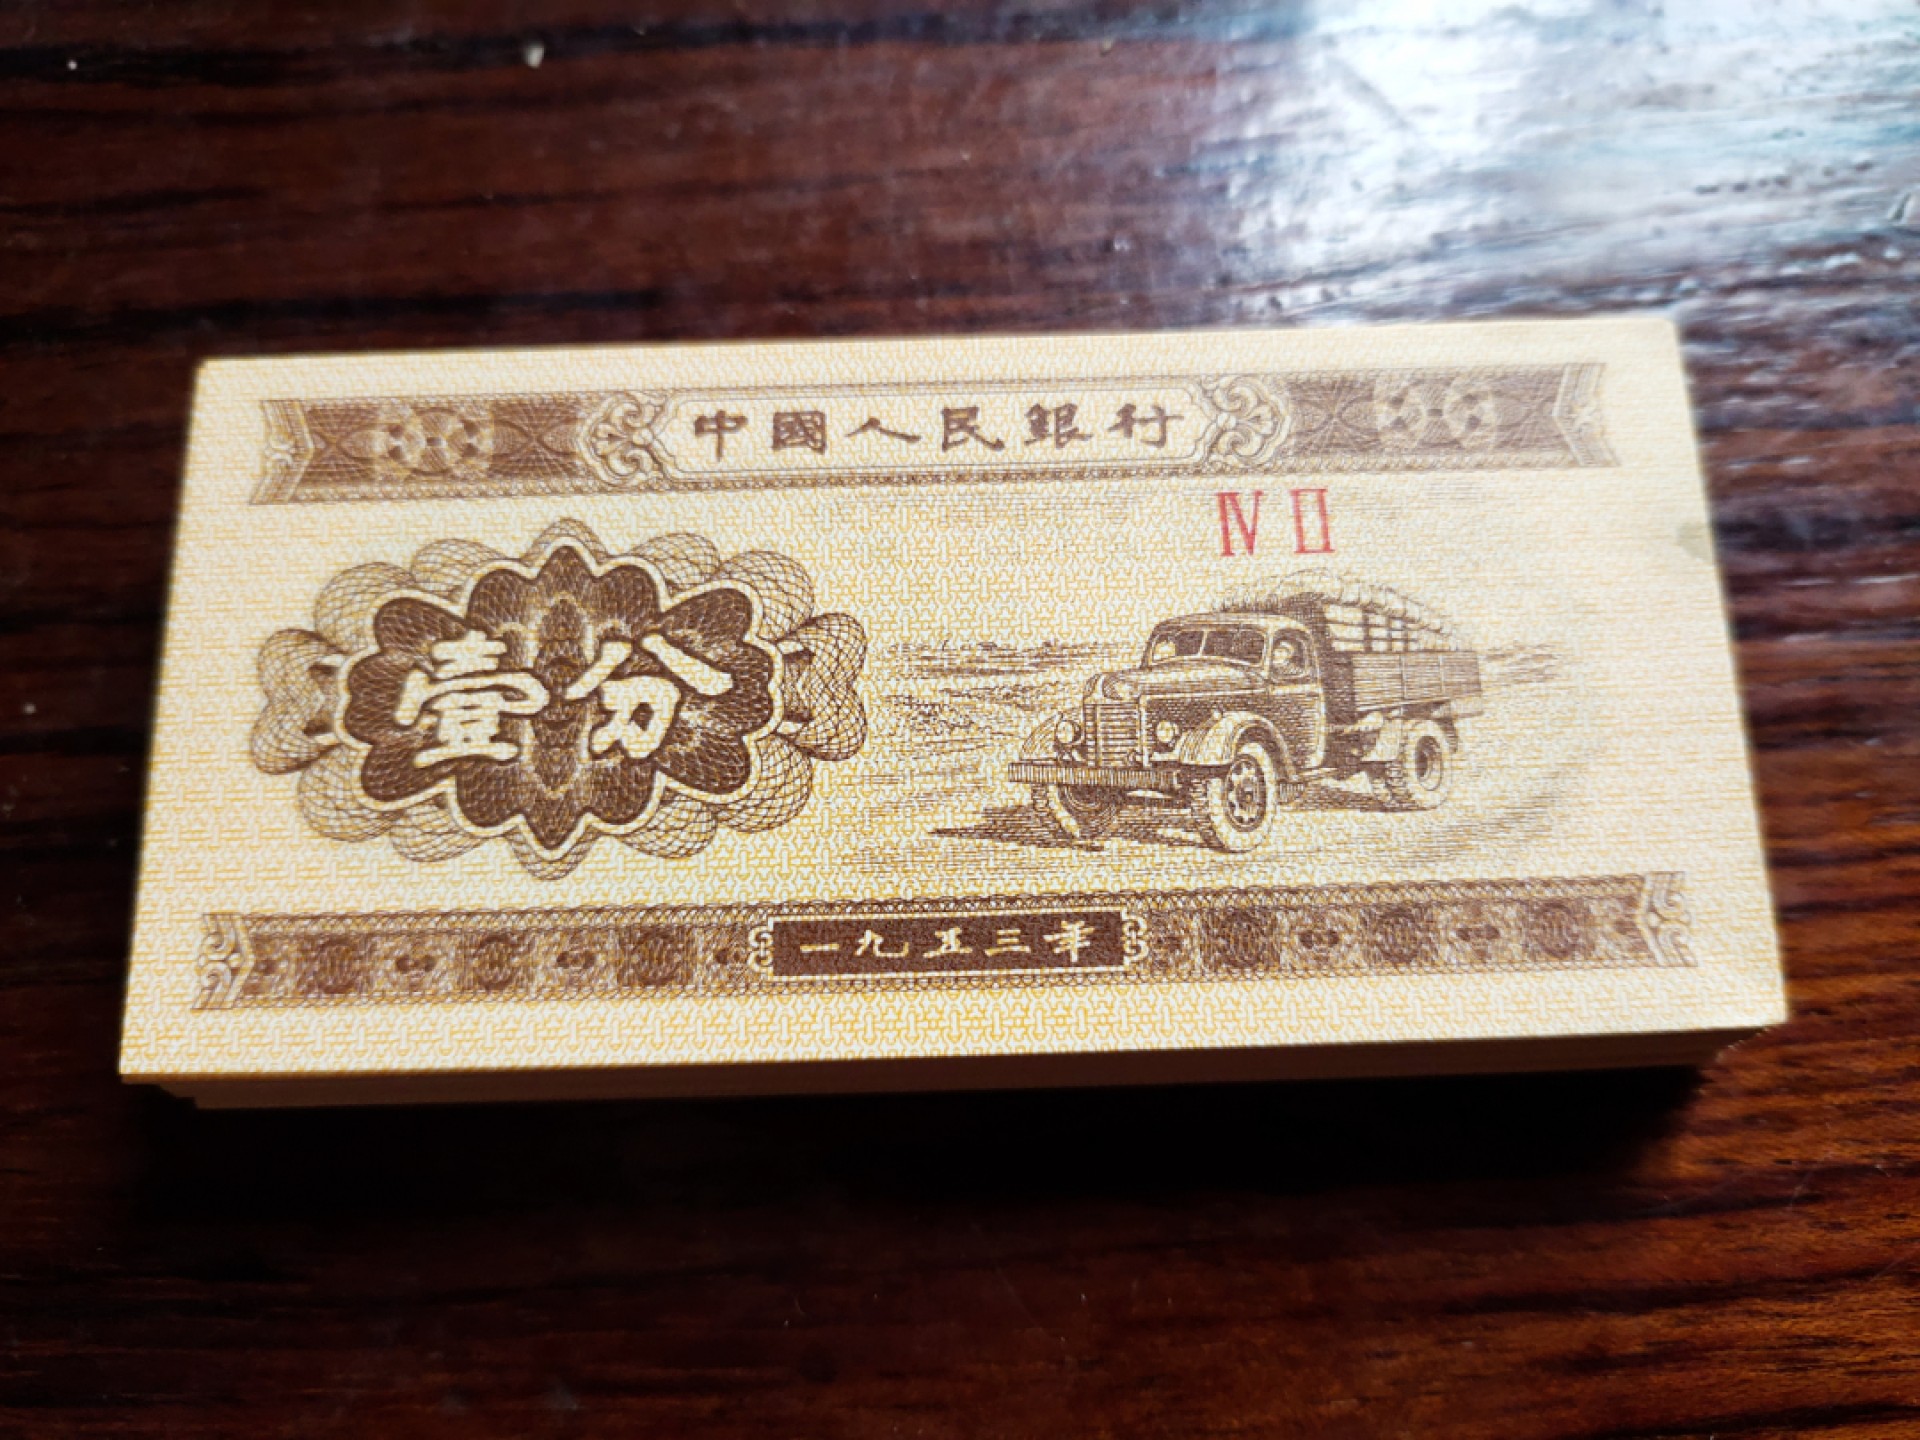 中國人民銀行
Ⅳ Ⅱ
壹分
一九五三年